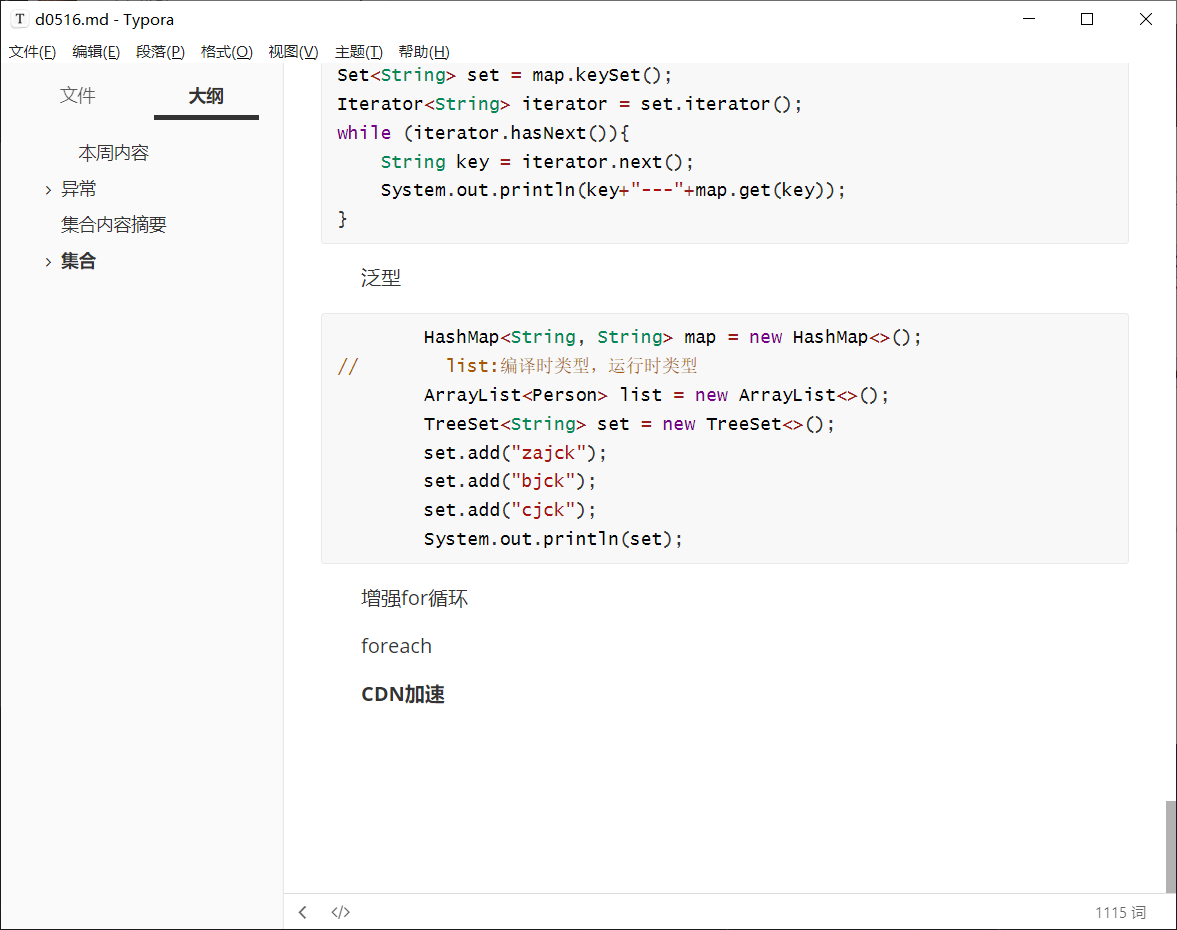 T d0516.md - Typora
文件(F) 编辑(E) 段落(P) 格式(O) 视图(V) 主题(T) 帮助(H)
文件 大纲
本周内容
异常
集合内容摘要
集合
Set<String> set = map.keySet();
Iterator<String> iterator = set.iterator();
while (iterator.hasNext()){
    String key = iterator.next();
    System.out.println(key+"---"+map.get(key));
}
泛型
        HashMap<String, String> map = new HashMap<>();
//        list:编译时类型，运行时类型
        ArrayList<Person> list = new ArrayList<>();
        TreeSet<String> set = new TreeSet<>();
        set.add("zajck");
        set.add("bjck");
        set.add("cjck");
        System.out.println(set);
增强for循环
foreach
CDN加速
</> 1115 词